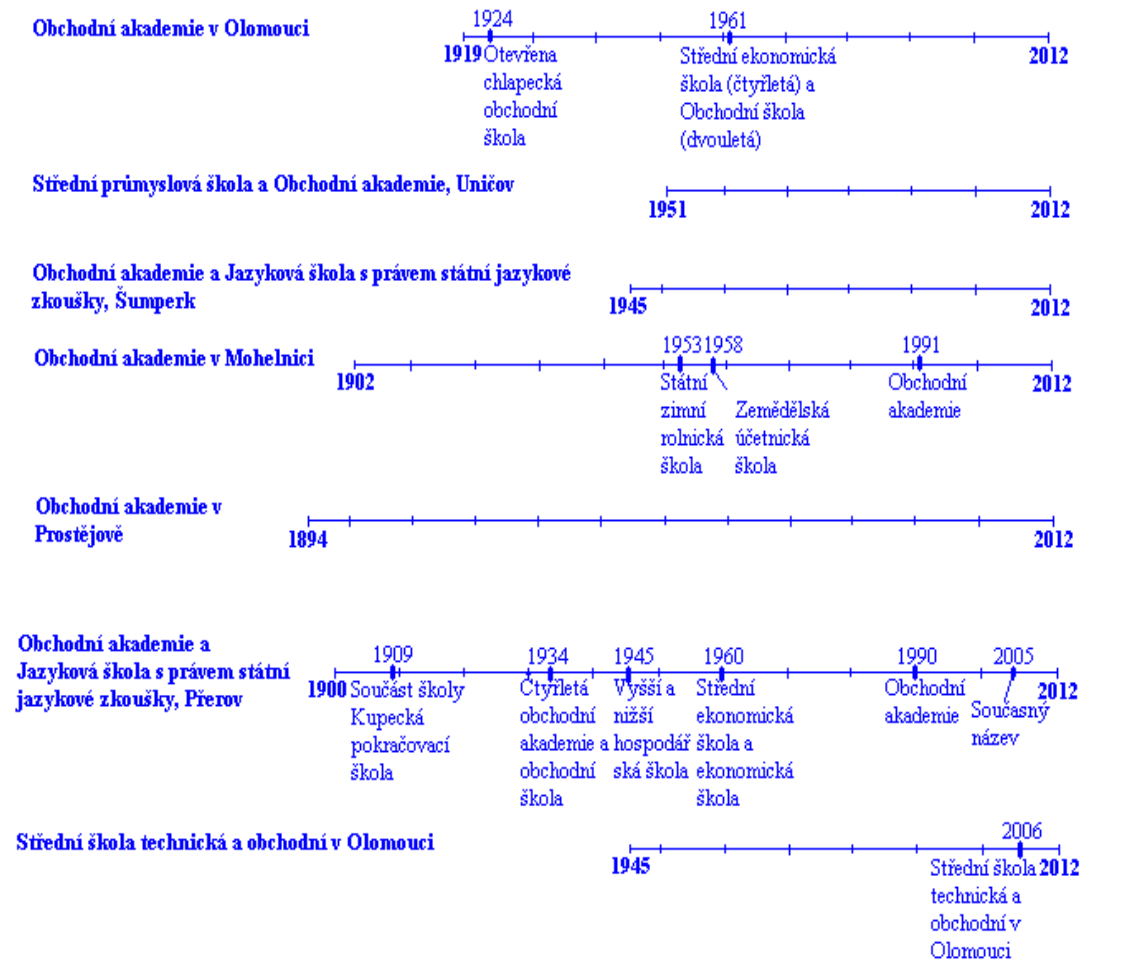 Obchodní akademie v Olomouci
1924
1961
1919
Otevřena
chlapecká
obchodní
škola
Střední ekonomická
škola (čtyřletá) a
Obchodní škola
(dvouletá)
2012
Střední průmyslová škola a Obchodní akademie, Uničov
1951
2012
Obchodní akademie a Jazyková škola s právem státní jazykové
zkoušky, Šumperk
1945
2012
Obchodní akademie v Mohelnici
1953
1958
1991
1902
Státní
zimní
rolnická
škola
Zemědělská
účetnická
škola
Obchodní
akademie
2012
Obchodní akademie v
Prostějově
1894
2012
Obchodní akademie a
Jazyková škola s právem státní
jazykové zkoušky, Přerov
1909
1934
1945
1960
1990
2005
1900
Součást školy
Kupecká
pokračovací
škola
Čtyřletá
obchodní
akademie a
obchodní
škola
Vyšší a
nižší
hospodář
ská škola
Střední
ekonomická
škola a
ekonomická
škola
Obchodní
akademie
Současný
název
2012
Střední škola technická a obchodní v Olomouci
2006
1945
Střední škola
technická a
obchodní v
Olomouci
2012